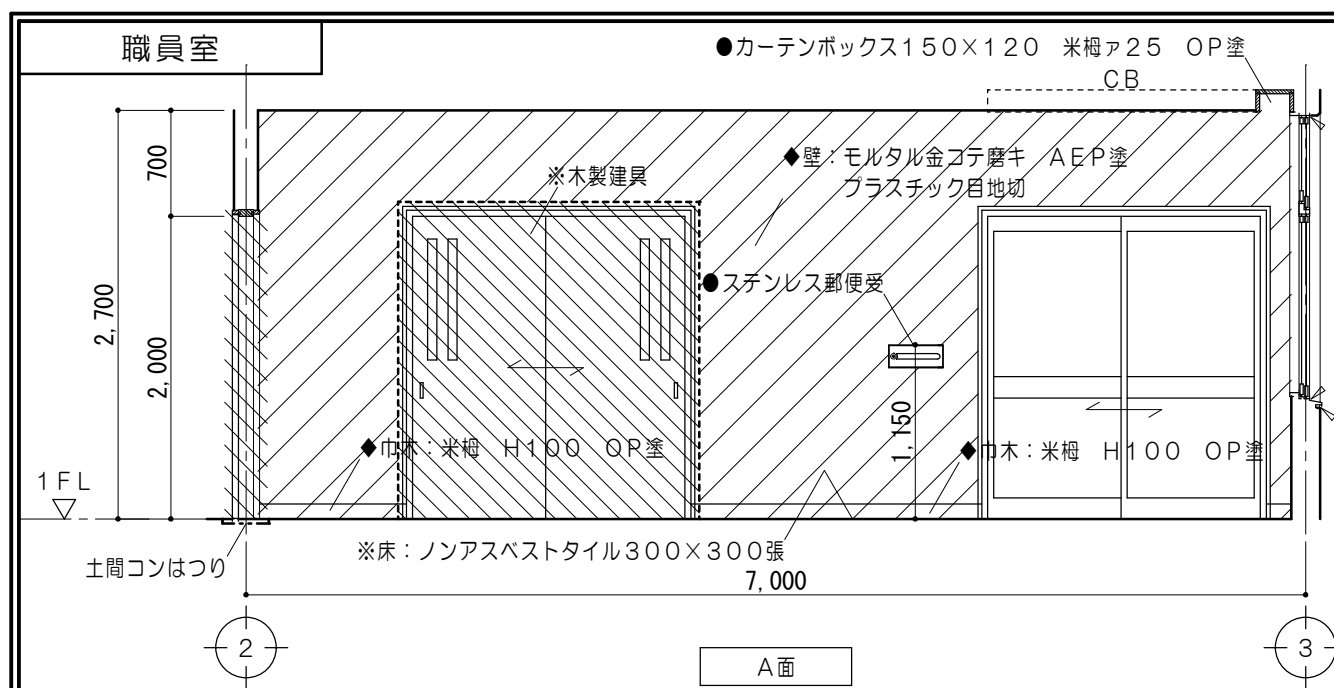 職員室
●カーテンボックス150×120 米栂ァ25 OP塗
CB
◆壁：モルタル金コテ磨キ AEP塗
プラスチック目地切
※木製建具
700
2,700
2,000
●ステンレス郵便受
1,150
◆巾木：米栂 H100 OP塗
◆巾木：米栂 H100 OP塗
1FL
※床：ノンアスベストタイル300×300張
土間コンはつり
7,000
2
3
A面